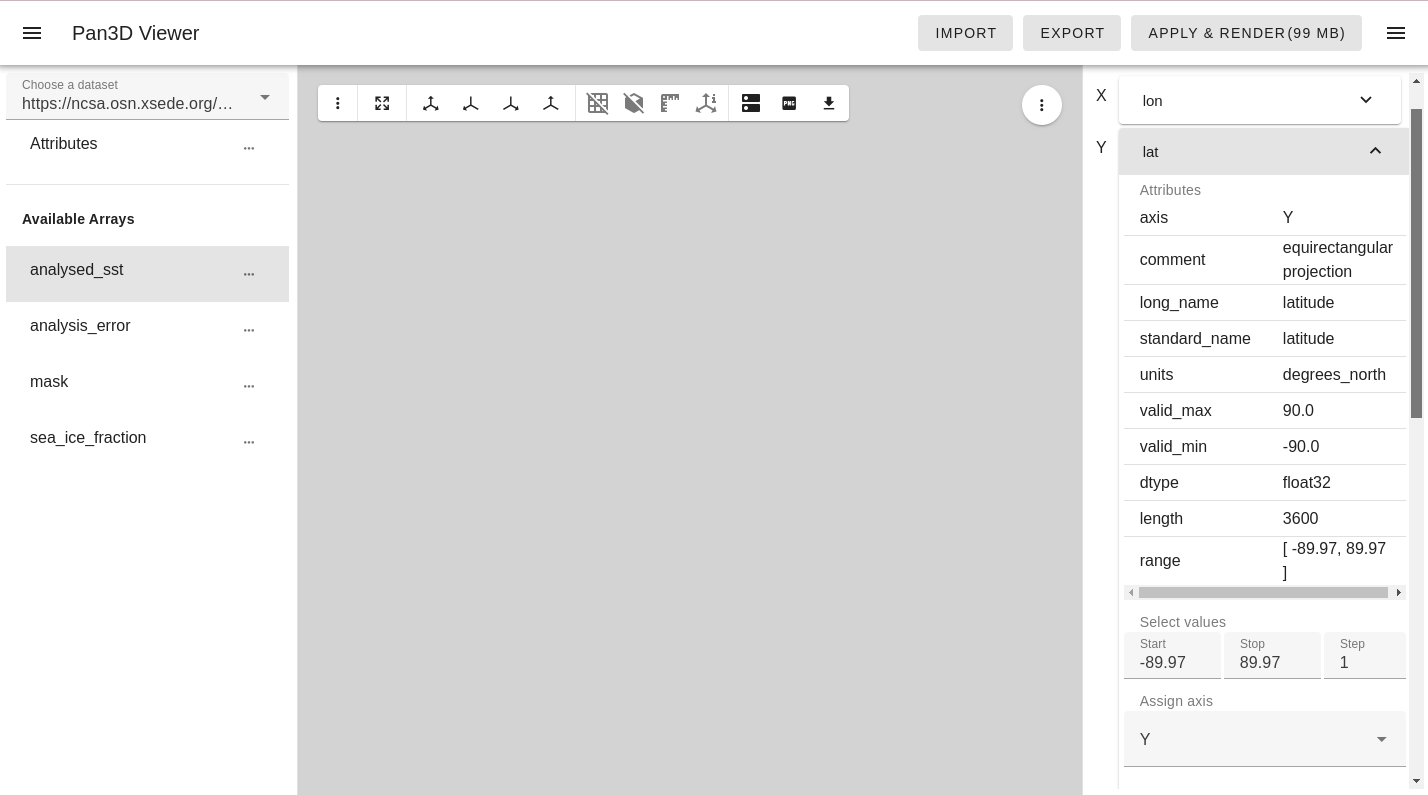 Pan3D Viewer
IMPORT
EXPORT
APPLY & RENDER(99 MB)
Choose a dataset
https://ncsa.osn.xsede.org/…
Attributes
...
Available Arrays
analysed_sst
...
analysis_error
...
mask
...
sea_ice_fraction
...
PNG
X
lon
Y
lat
Attributes
axis Y
comment equirectangular
projection
long_name latitude
standard_name latitude
units degrees_north
valid_max 90.0
valid_min -90.0
dtype float32
length 3600
range [ -89.97, 89.97
]
Select values
Start Stop Step
-89.97 89.97 1
Assign axis
Y